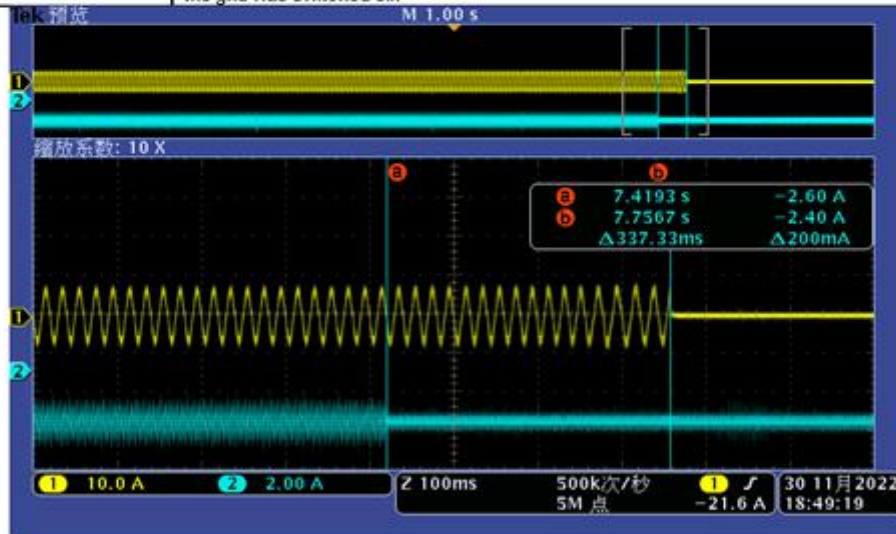 Tek 预览 M 1.00 s
1
2
缩放系数: 10 X
a b
a 7.4193 s −2.60 A
b 7.7567 s −2.40 A
Δ337.33ms Δ200mA
1
2
1 10.0 A 2 2.00 A Z 100ms 500k次/秒 1 30 11月 2022
5M 点 −21.6 A 18:49:19